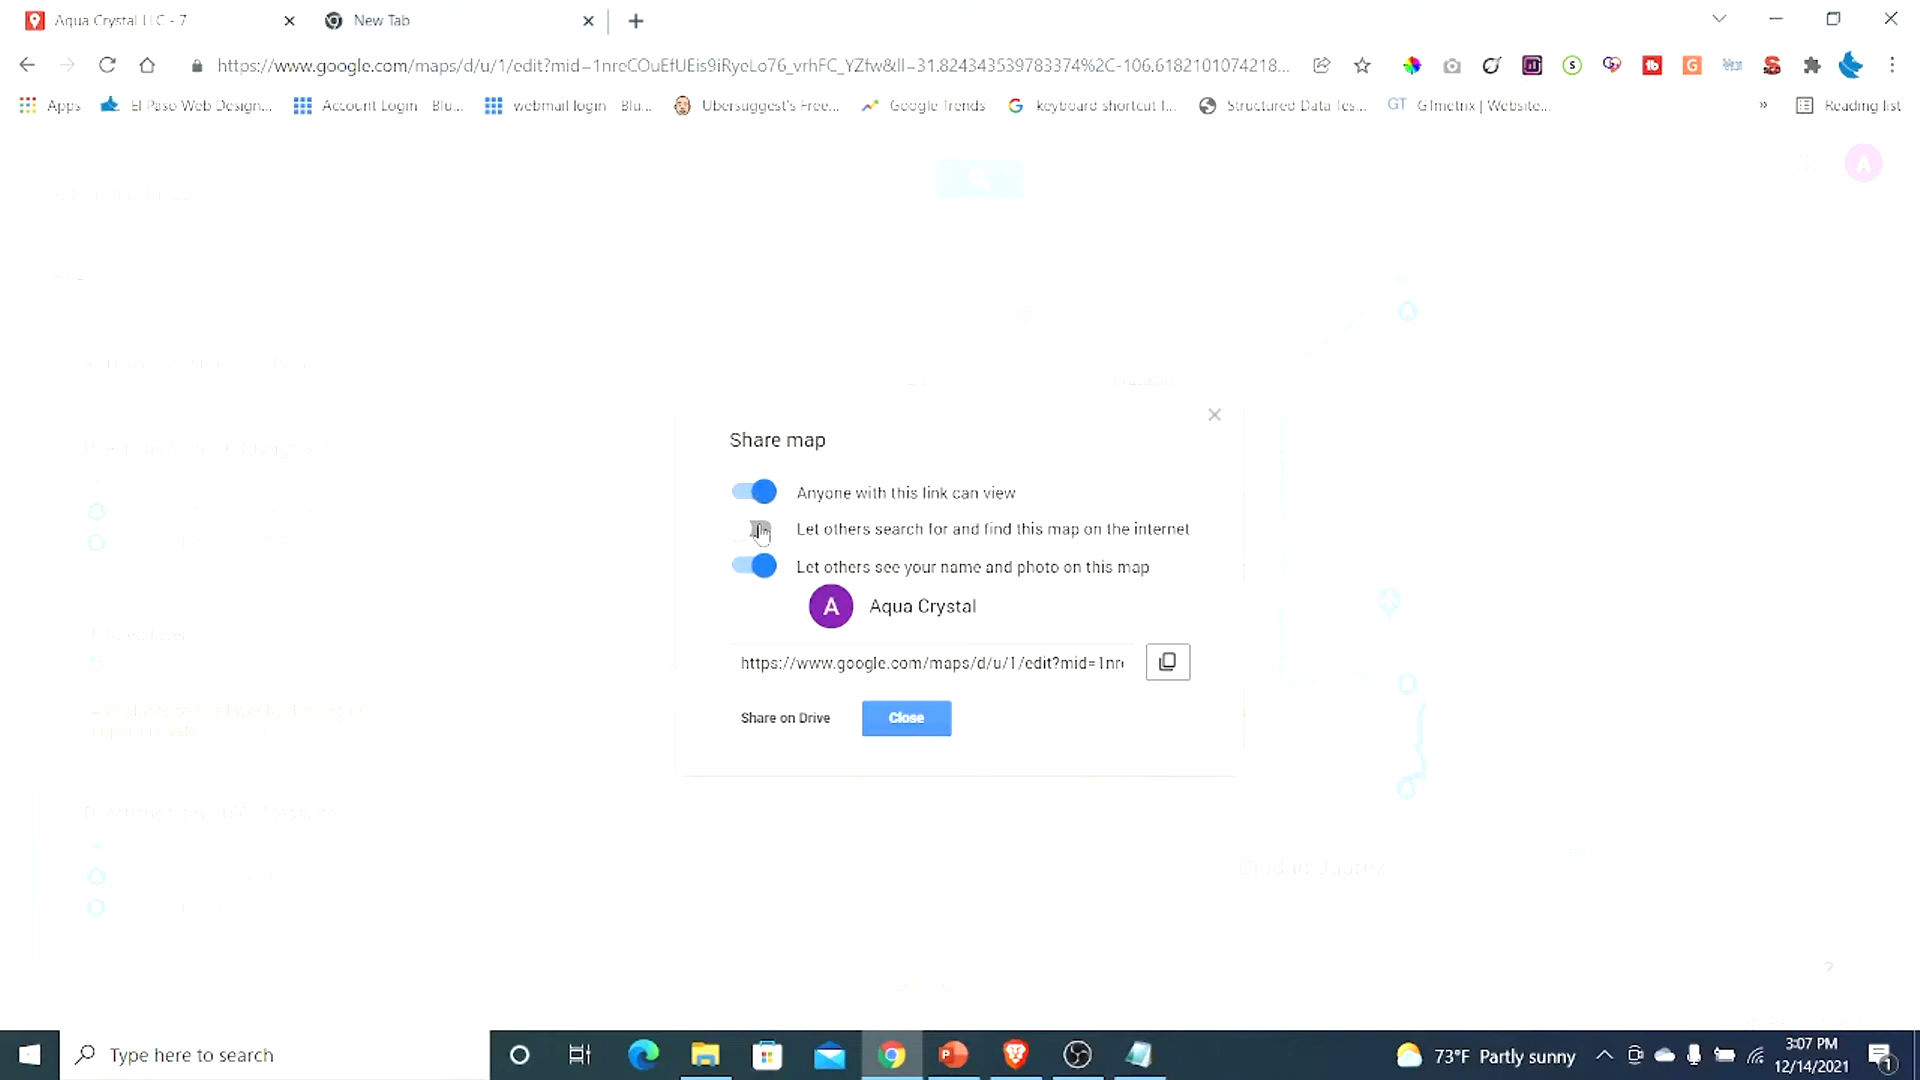 Aqua Crystal LLC - 7
New Tab
https://www.google.com/maps/d/u/1/edit?mid=1nreCOuEfUEis9iRyeLo76_vrhFC_YZfw&ll=31.824343539783374%2C-106.6182101074218...
Apps
El Paso Web Design...
Account Login - Blu...
webmail login - Blu...
Ubersuggest's Free...
Google Trends
keyboard shortcut f...
Structured Data Tes...
GTmetrix | Website...
»
Reading list
A
Share map
Anyone with this link can view
Let others search for and find this map on the internet
Let others see your name and photo on this map
A
Aqua Crystal
https://www.google.com/maps/d/u/1/edit?mid=1nr
Share on Drive
Close
Ciudad Juárez
Type here to search
73°F Partly sunny
3:07 PM
12/14/2021
1